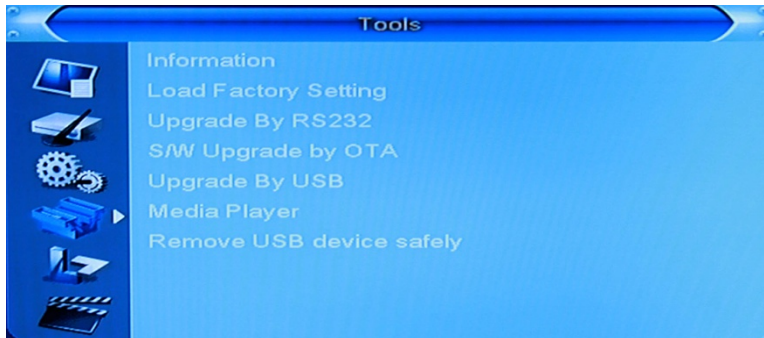 Tools
Information
Load Factory Setting
Upgrade By RS232
S/W Upgrade by OTA
Upgrade By USB
Media Player
Remove USB device safely